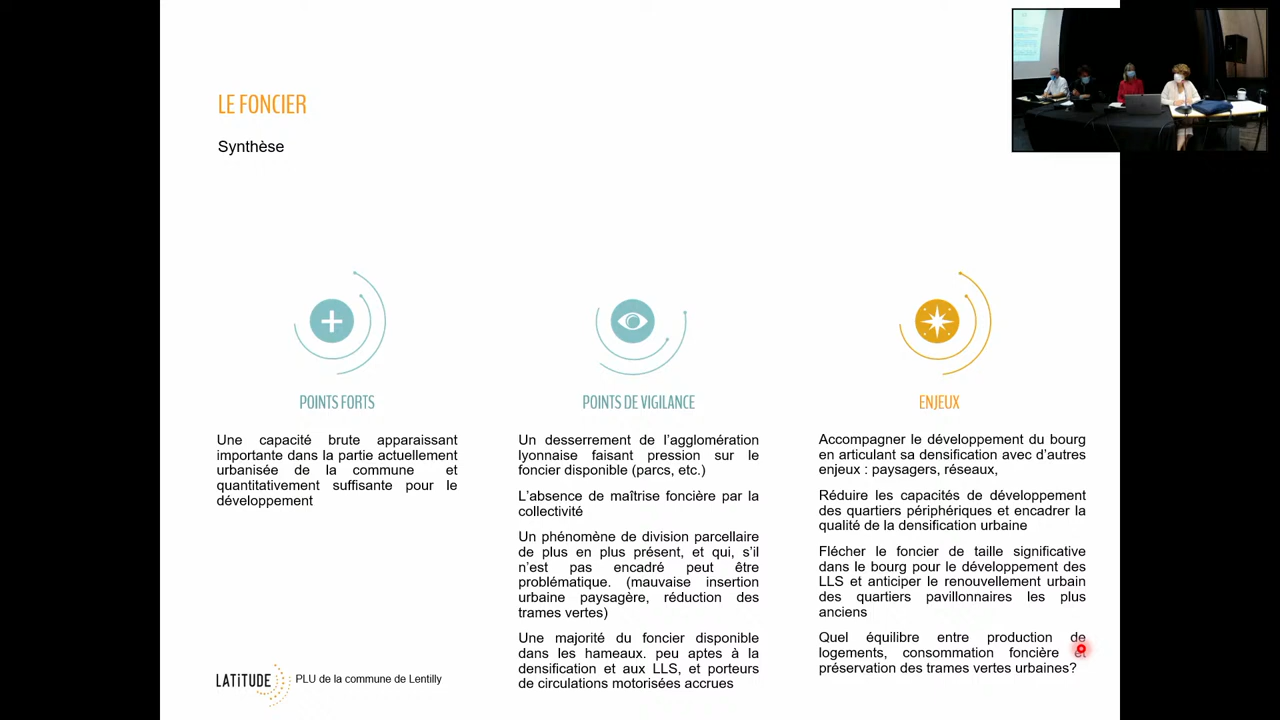 LE FONCIER
Synthèse
POINTS FORTS
Une capacité brute apparaissant
importante dans la partie actuellement
urbanisée de la commune et
quantitativement suffisante pour le
développement
POINTS DE VIGILANCE
Un desserrement de l’agglomération
lyonnaise faisant pression sur le
foncier disponible (parcs, etc.)
L’absence de maîtrise foncière par la
collectivité
Un phénomène de division parcellaire
de plus en plus présent, et qui, s’il
n’est pas encadré peut être
problématique. (mauvaise insertion
urbaine paysagère, réduction des
trames vertes)
Une majorité du foncier disponible
dans les hameaux. peu aptes à la
densification et aux LLS, et porteurs
de circulations motorisées accrues
ENJEUX
Accompagner le développement du bourg
en articulant sa densification avec d’autres
enjeux : paysagers, réseaux,
Réduire les capacités de développement
des quartiers périphériques et encadrer la
qualité de la densification urbaine
Flécher le foncier de taille significative
dans le bourg pour le développement des
LLS et anticiper le renouvellement urbain
des quartiers pavillonnaires les plus
anciens
Quel équilibre entre production de
logements, consommation foncière et
préservation des trames vertes urbaines?
LATITUDE
PLU de la commune de Lentilly